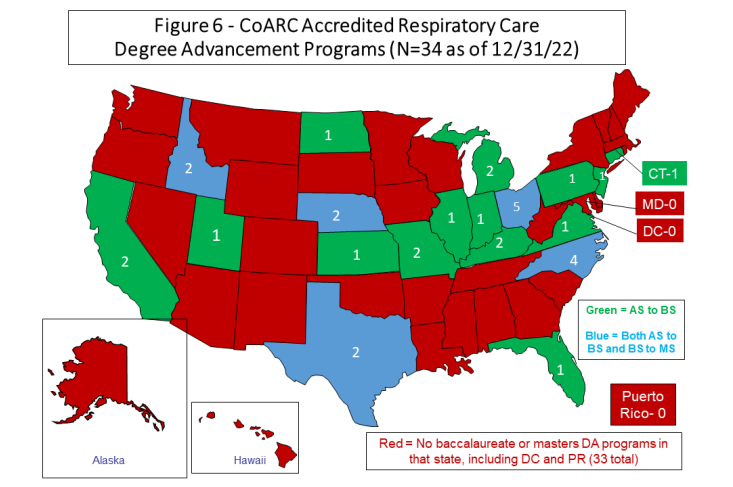 Figure 6 - CoARC Accredited Respiratory Care
Degree Advancement Programs (N=34 as of 12/31/22)
1
2
2
1
CT-1
1
2
5
MD-0
2
1
1
DC-0
1
1
2
1
2
2
4
Green = AS to BS
Blue = Both AS to
BS and BS to MS
2
1
Puerto
Rico- 0
Red = No baccalaureate or masters DA programs in
that state, including DC and PR (33 total)
Alaska
Hawaii